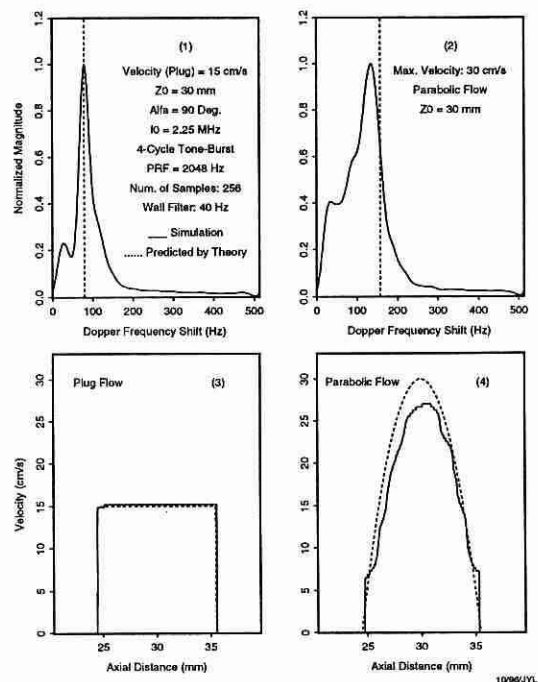 (1)
Velocity (Plug) = 15 cm/s
Z0 = 30 mm
Alfa = 90 Deg.
f0 = 2.25 MHz
4-Cycle Tone-Burst
PRF = 2048 Hz
Num. of Samples: 256
Wall Filter: 40 Hz
Simulation
Predicted by Theory
Normalized Magnitude
0.0 0.2 0.4 0.6 0.8 1.0 1.2
0 100 200 300 400 500
Dopper Frequency Shift (Hz)
(2)
Max. Velocity: 30 cm/s
Parabolic Flow
Z0 = 30 mm
0.0 0.2 0.4 0.6 0.8 1.0 1.2
0 100 200 300 400 500
Dopper Frequency Shift (Hz)
Plug Flow (3)
Velocity (cm/s)
0 5 10 15 20 25 30
25 30 35
Axial Distance (mm)
Parabolic Flow (4)
0 5 10 15 20 25 30
25 30 35
Axial Distance (mm)
10/96/JYL